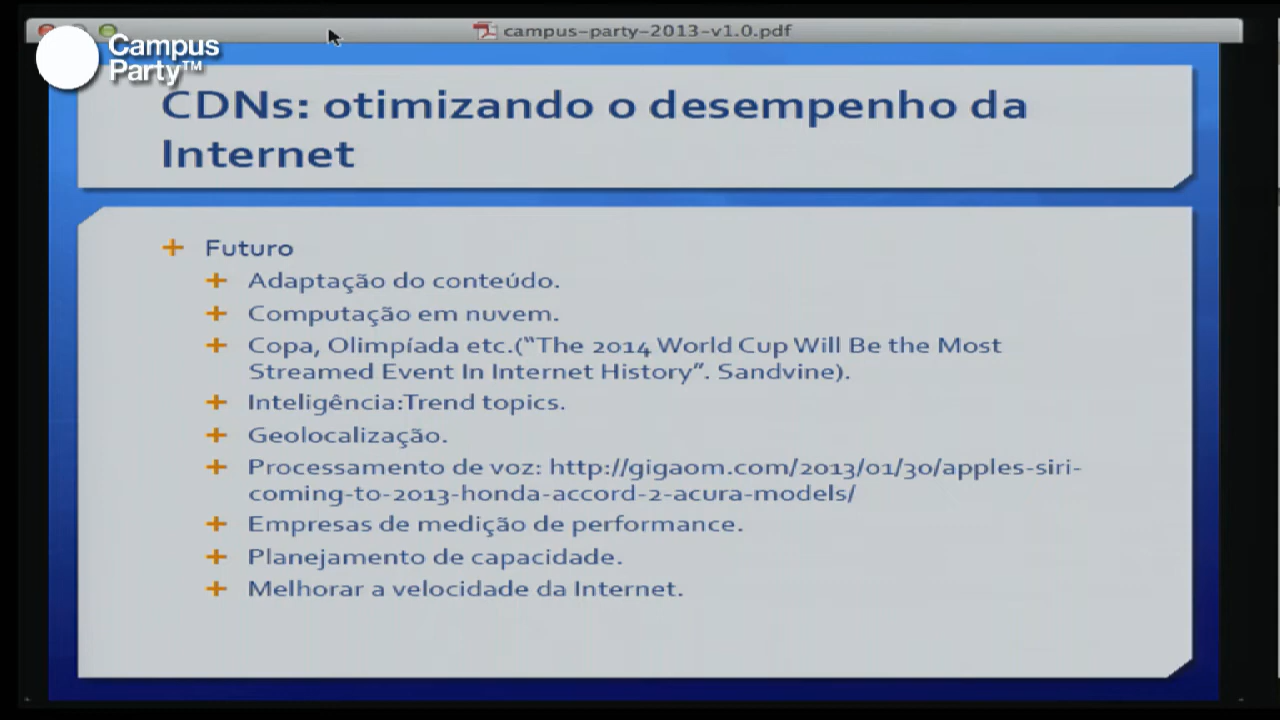 campus-party-2013-v1.0.pdf
Campus
Party™
CDNs: otimizando o desempenho da
Internet
Futuro
Adaptação do conteúdo.
Computação em nuvem.
Copa, Olimpíada etc.("The 2014 World Cup Will Be the Most
Streamed Event In Internet History". Sandvine).
Inteligência:Trend topics.
Geolocalização.
Processamento de voz: http://gigaom.com/2013/01/30/apples-siri-
coming-to-2013-honda-accord-2-acura-models/
Empresas de medição de performance.
Planejamento de capacidade.
Melhorar a velocidade da Internet.